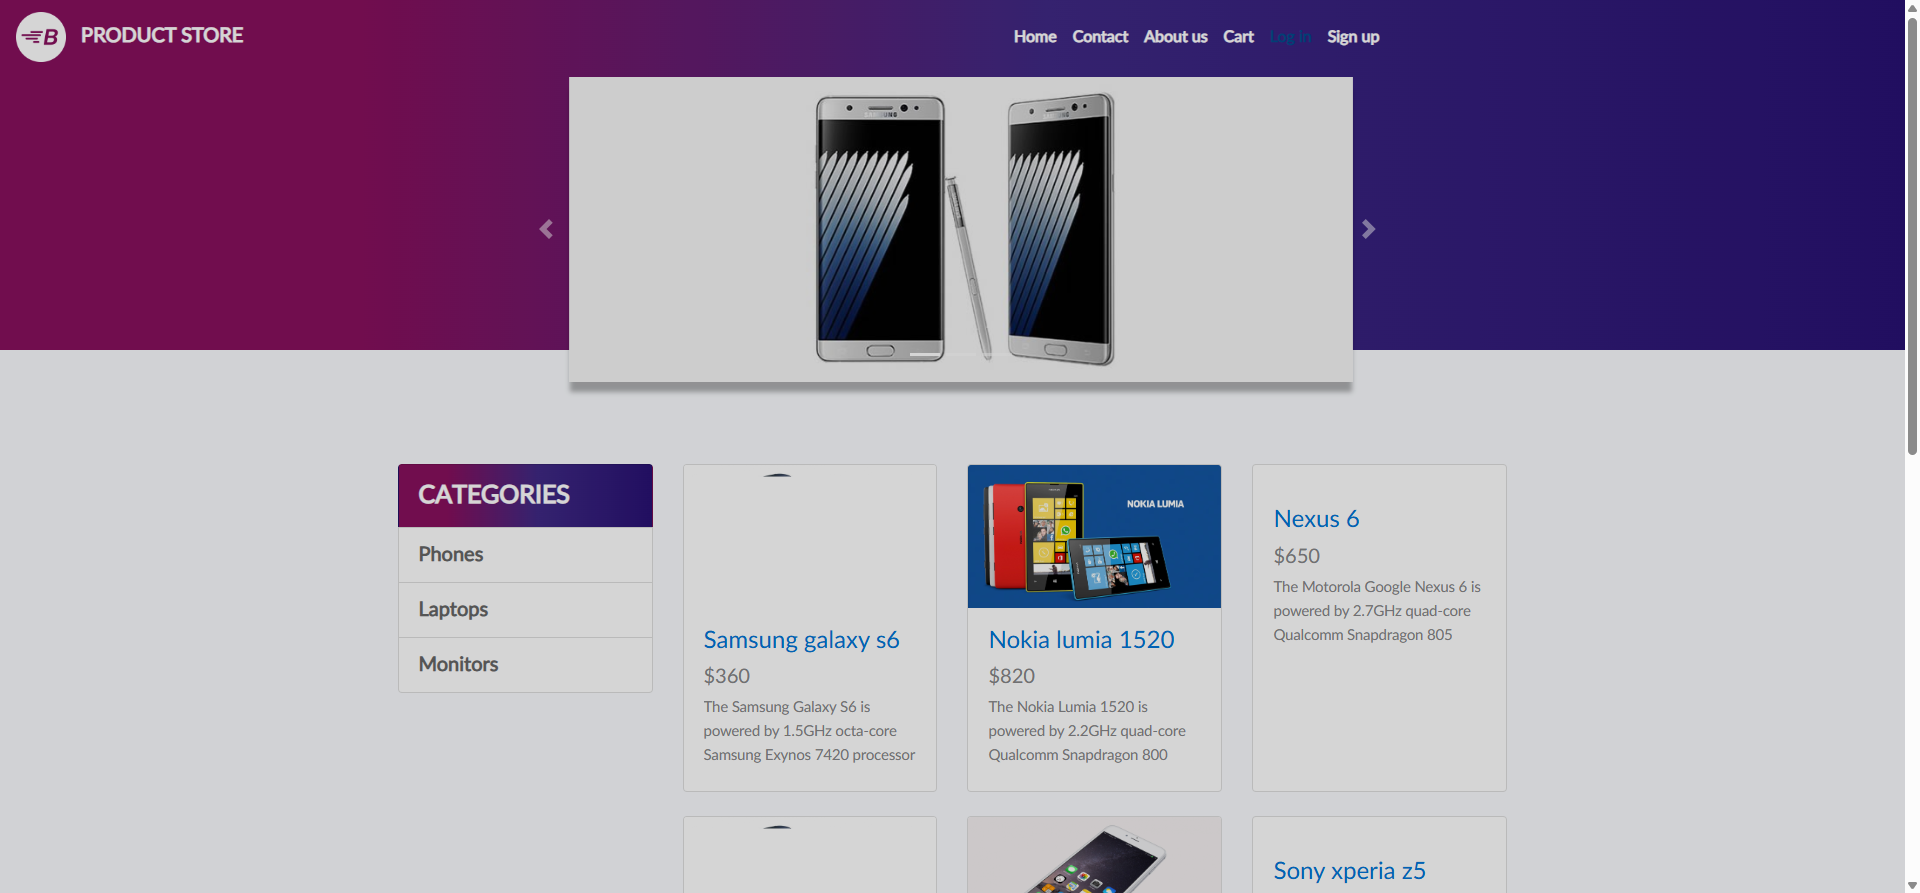 B PRODUCT STORE
Home Contact About us Cart Log in Sign up
SAMSUNG
SAMSUNG
CATEGORIES
Phones
Laptops
Monitors
Samsung galaxy s6
$360
The Samsung Galaxy S6 is
powered by 1.5GHz octa-core
Samsung Exynos 7420 processor
NOKIA LUMIA
Nokia lumia 1520
$820
The Nokia Lumia 1520 is
powered by 2.2GHz quad-core
Qualcomm Snapdragon 800
Nexus 6
$650
The Motorola Google Nexus 6 is
powered by 2.7GHz quad-core
Qualcomm Snapdragon 805
Sony xperia z5